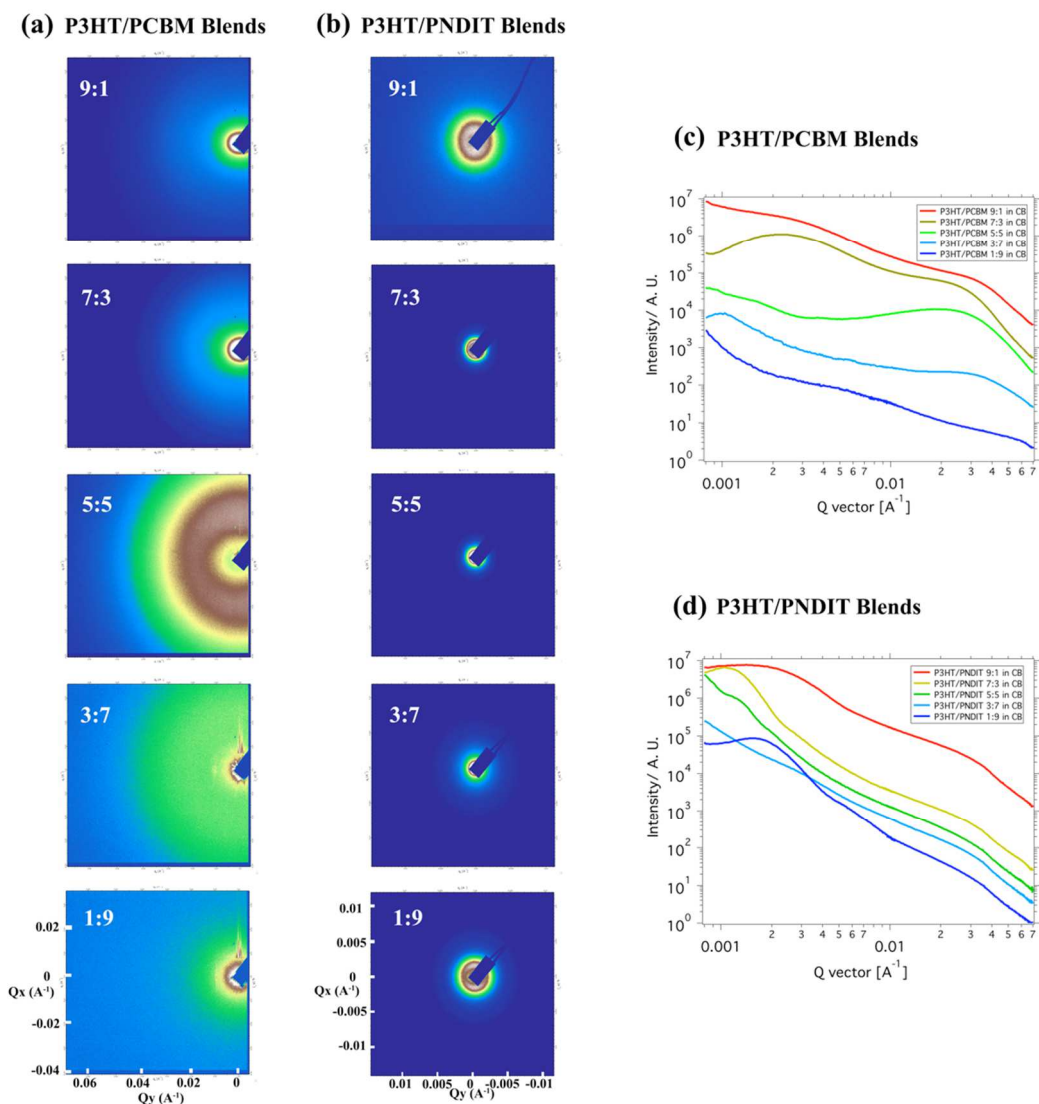 (a) P3HT/PCBM Blends
9:1
7:3
5:5
3:7
1:9
0.02
0
Qx (A⁻¹)
-0.02
-0.04
0.06 0.04 0.02 0
Qy (A⁻¹)
(b) P3HT/PNDIT Blends
9:1
7:3
5:5
3:7
1:9
0.01
0.005
0
Qx (A⁻¹)
-0.005
-0.01
0.01 0.005 0 -0.005 -0.01
Qy (A⁻¹)
(c) P3HT/PCBM Blends
P3HT/PCBM 9:1 in CB
P3HT/PCBM 7:3 in CB
P3HT/PCBM 5:5 in CB
P3HT/PCBM 3:7 in CB
P3HT/PCBM 1:9 in CB
Intensity/ A. U.
10⁷
10⁶
10⁵
10⁴
10³
10²
10¹
10⁰
2 3 4 5 6 7 2 3 4 5 6 7
0.001 0.01
Q vector [A⁻¹]
(d) P3HT/PNDIT Blends
P3HT/PNDIT 9:1 in CB
P3HT/PNDIT 7:3 in CB
P3HT/PNDIT 5:5 in CB
P3HT/PNDIT 3:7 in CB
P3HT/PNDIT 1:9 in CB
Intensity/ A. U.
10⁷
10⁶
10⁵
10⁴
10³
10²
10¹
10⁰
2 3 4 5 6 7 2 3 4 5 6 7
0.001 0.01
Q vector [A⁻¹]